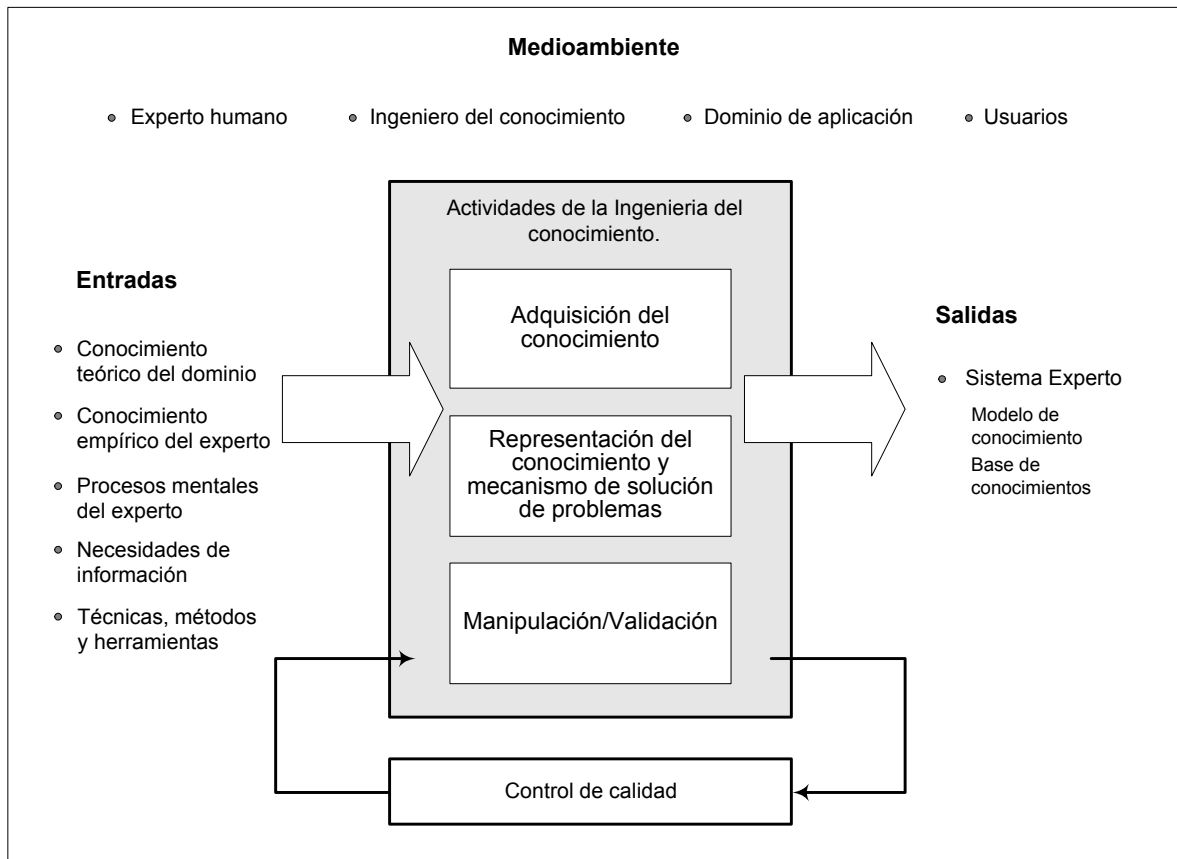 Medioambiente
Experto humano
Ingeniero del conocimiento
Dominio de aplicación
Usuarios
Actividades de la Ingenieria del
conocimiento.
Entradas
Conocimiento
teórico del dominio
Conocimiento
empírico del experto
Procesos mentales
del experto
Necesidades de
información
Técnicas, métodos
y herramientas
Adquisición del
conocimiento
Representación del
conocimiento y
mecanismo de solución
de problemas
Manipulación/Validación
Salidas
Sistema Experto
Modelo de
conocimiento
Base de
conocimientos
Control de calidad